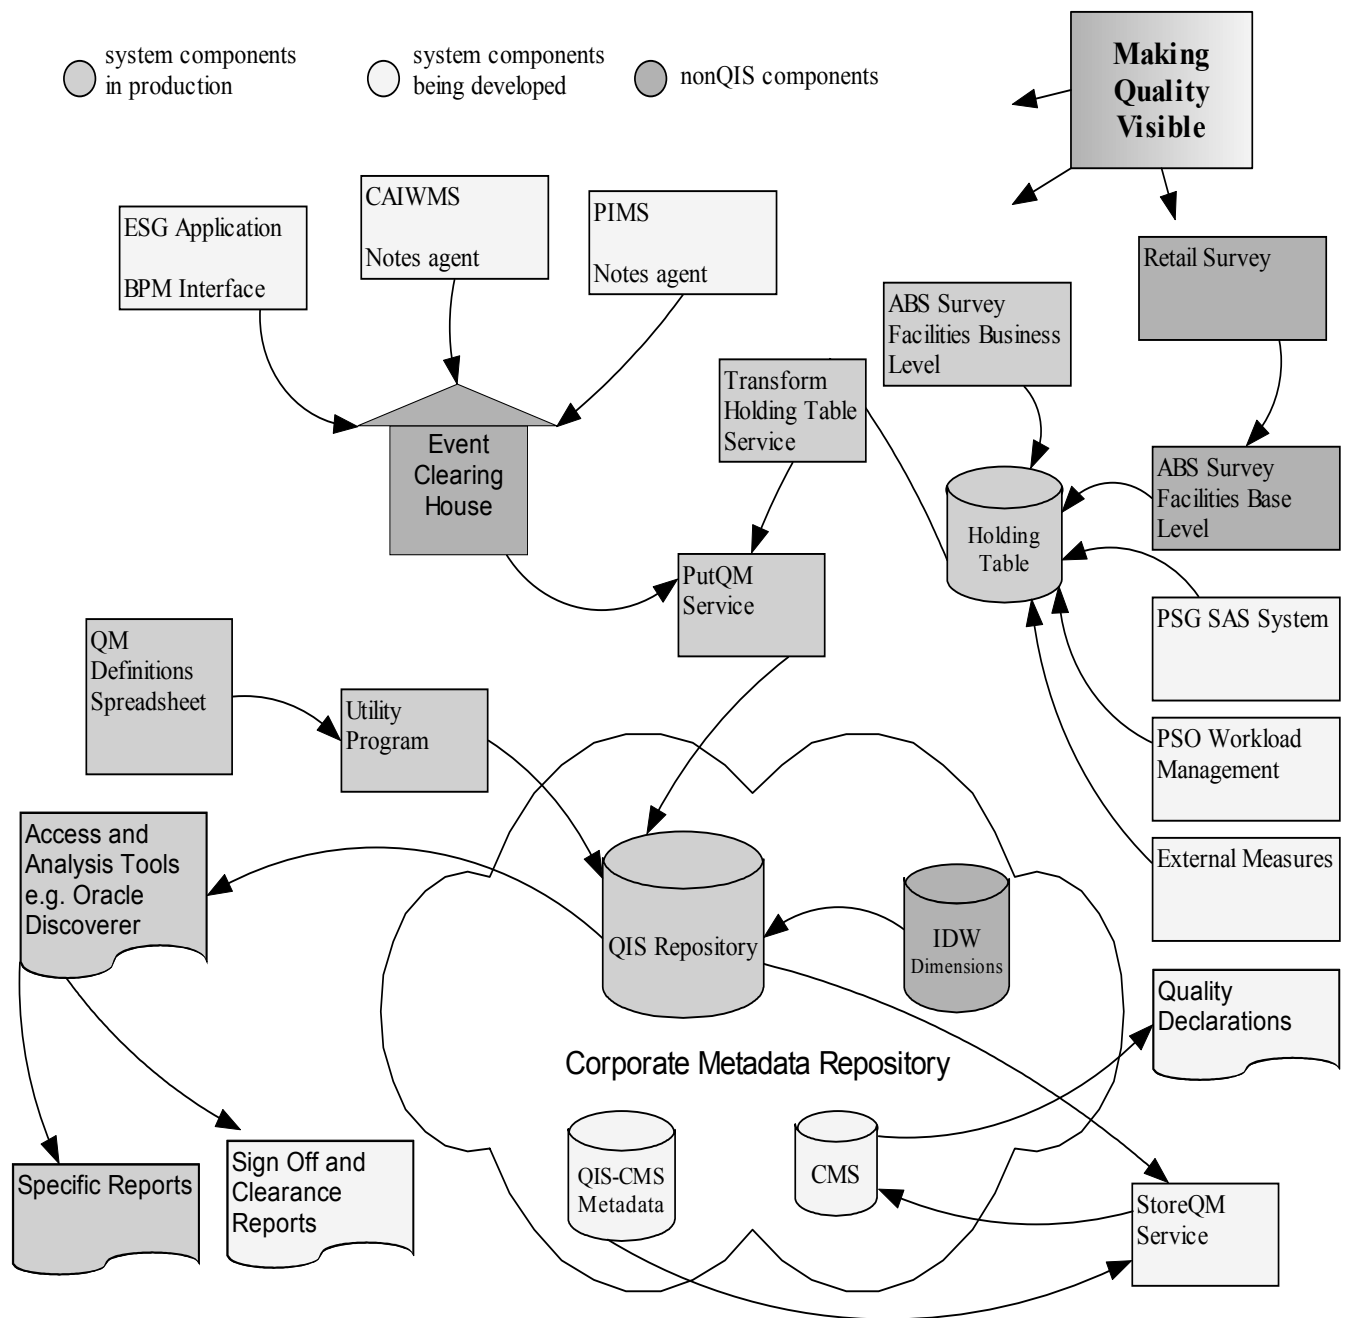 system components
in production
system components
being developed
nonQIS components
Making
Quality
Visible
ESG Application
BPM Interface
CAIWMS
Notes agent
PIMS
Notes agent
Retail Survey
ABS Survey
Facilities Business
Level
Transform
Holding Table
Service
Event
Clearing
House
ABS Survey
Facilities Base
Level
Holding
Table
PutQM
Service
PSG SAS System
QM
Definitions
Spreadsheet
Utility
Program
PSO Workload
Management
Access and
Analysis Tools
e.g. Oracle
Discoverer
External Measures
QIS Repository
IDW
Dimensions
Quality
Declarations
Corporate Metadata Repository
Specific Reports
Sign Off and
Clearance
Reports
QIS-CMS
Metadata
CMS
StoreQM
Service